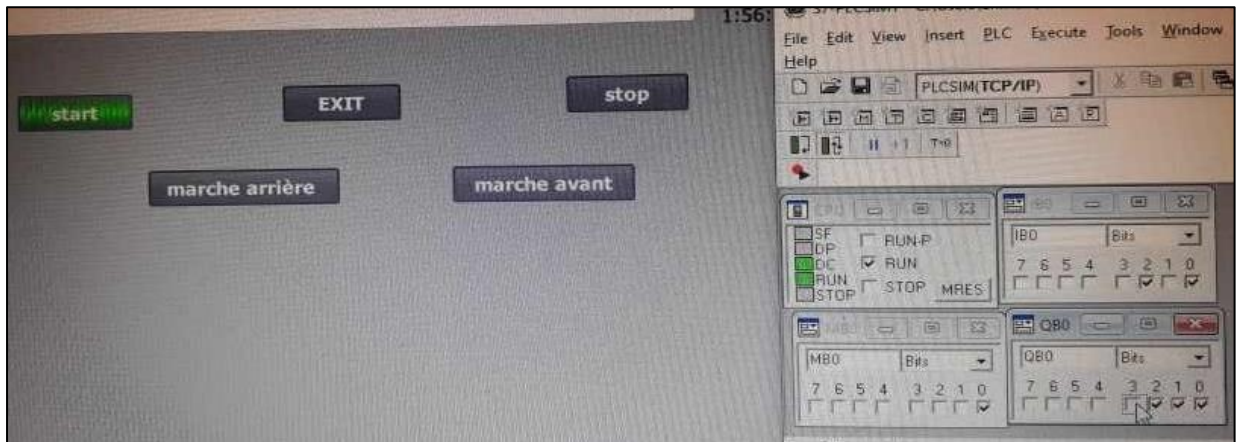 1:56:
start
EXIT
stop
marche arrière
marche avant
File Edit View Insert PLC Execute Tools Window
Help
PLCSIM(TCP/IP)
+1 T=0
SF
DP
DC
RUN
STOP
RUN-P
RUN
STOP
MRES
IB0 Bits
7 6 5 4 3 2 1 0
MB0 Bits
7 6 5 4 3 2 1 0
QB0
QB0 Bits
7 6 5 4 3 2 1 0